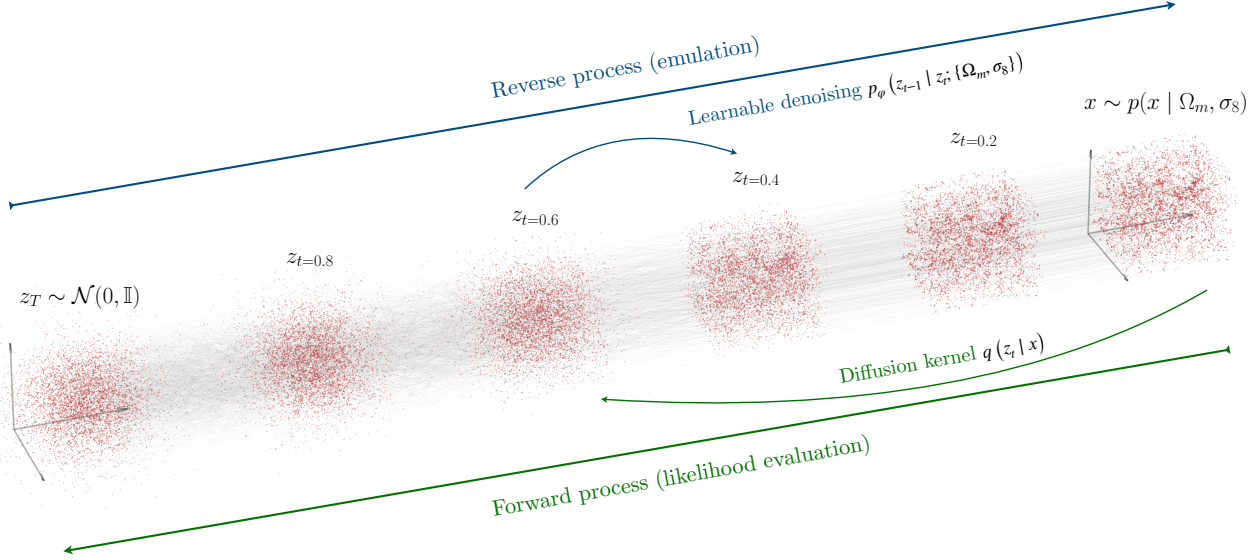 Reverse process (emulation)
Learnable denoising p_φ (z_{t−1} | z_t; {Ω_m, σ_8})
x ∼ p(x | Ω_m, σ_8)
z_{t=0.2}
z_{t=0.4}
z_{t=0.6}
z_{t=0.8}
z_T ∼ 𝒩(0, 𝕀)
Diffusion kernel q (z_t | x)
Forward process (likelihood evaluation)